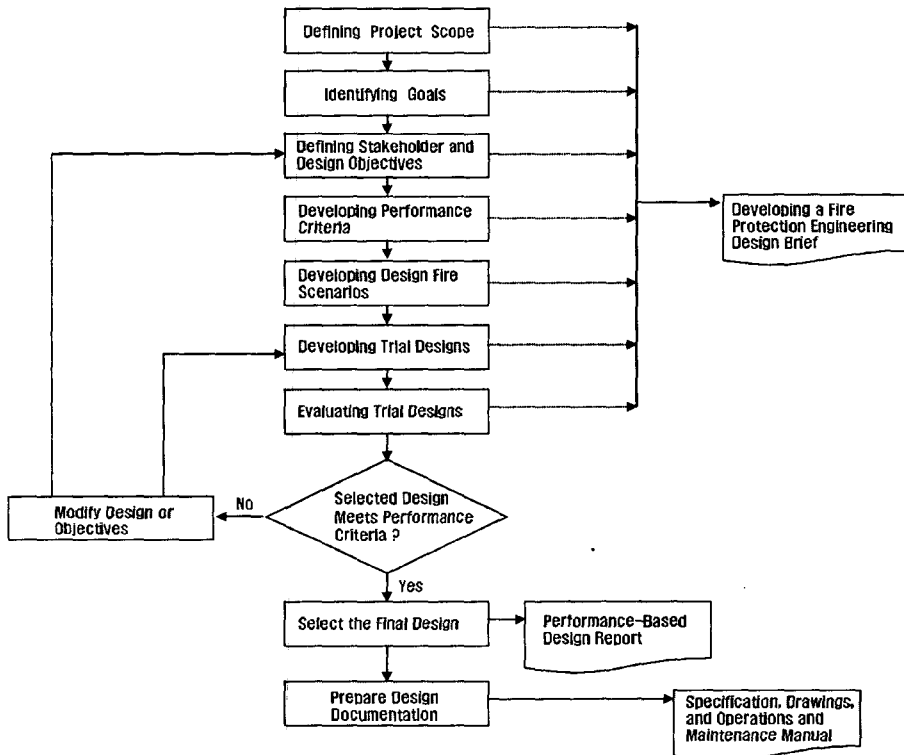 Defining Project Scope
Identifying Goals
Defining Stakeholder and
Design Objectives
Developing Performance
Criteria
Developing a Fire
Protection Engineering
Design Brief
Developing Design Fire
Scenarios
Developing Trial Designs
Evaluating Trial Designs
Selected Design
Meets Performance
Criteria ?
No
Modify Design or
Objectives
Yes
Select the Final Design
Performance-Based
Design Report
Prepare Design
Documentation
Specification, Drawings,
and Operations and
Maintenance Manual